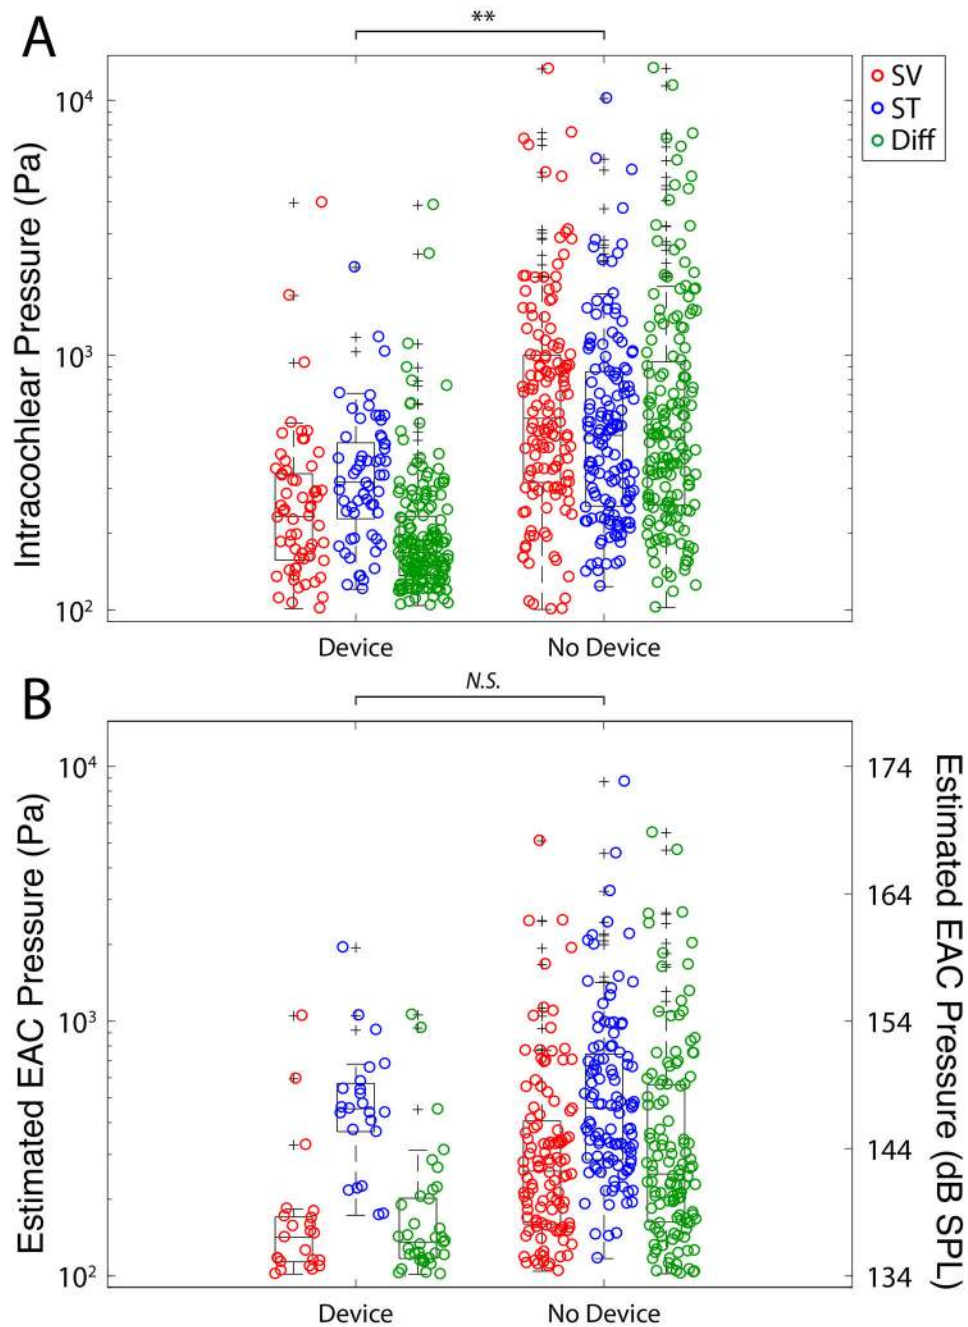 A
**
Intracochlear Pressure (Pa)
10⁴
10³
10²
SV
ST
Diff
Device
No Device
B
N.S.
Estimated EAC Pressure (Pa)
10⁴
10³
10²
174
164
154
144
134
Estimated EAC Pressure (dB SPL)
Device
No Device